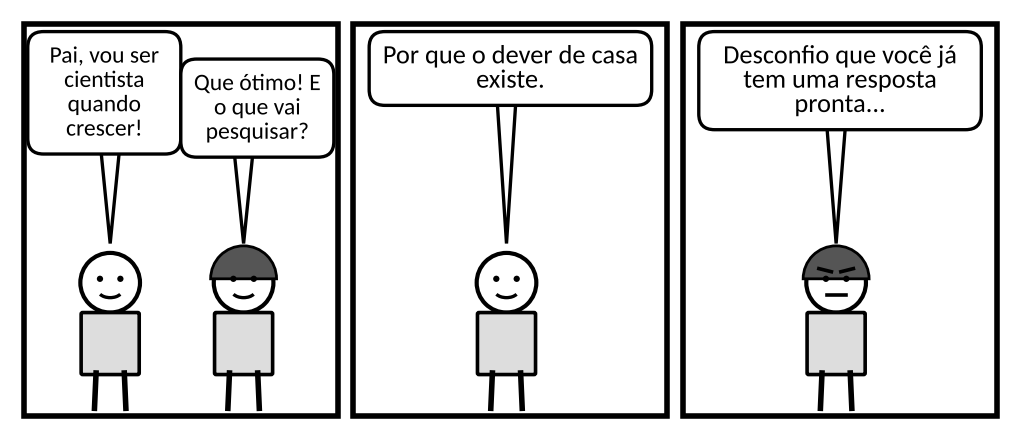 Pai, vou ser
cientista
quando
crescer!
Que ótimo! E
o que vai
pesquisar?
Por que o dever de casa
existe.
Desconfio que você já
tem uma resposta
pronta...